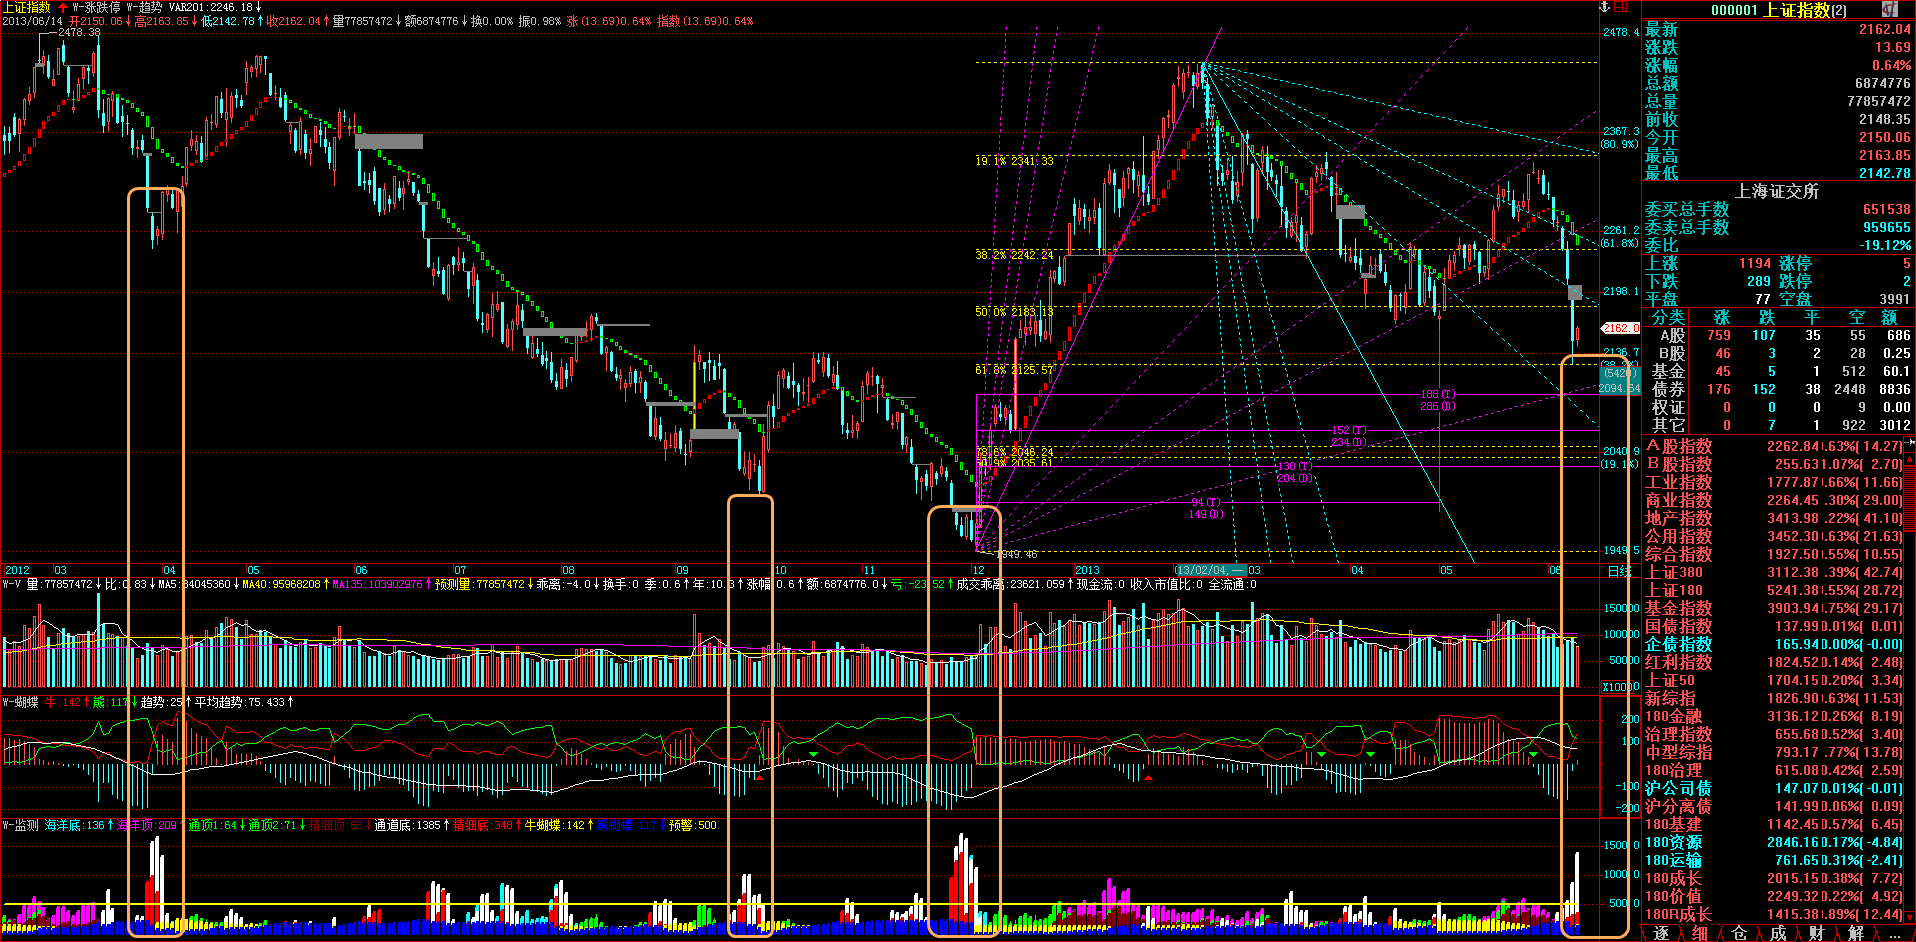 上证指数 ↑ W-涨跌停 W-趋势 VAR201:2246.18↓
2013/06/14 开2150.06↓高2163.85↓低2142.78↑收2162.04↑量77857472↓额6874776↓换0.00% 振0.98% 涨(13.69)0.64% 指数(13.69)0.64%
2478.38
2478.4
2367.3
(80.9%)
2261.2
(61.8%)
2198.1
2162.0
2136.7
(5420)
2094.64
2040.9
(19.1%)
1949.5
19.1% 2341.33
38.2% 2242.24
50.0% 2183.13
61.8% 2125.57
78.6% 2046.24
80.9% 2035.61
188(T)
286(D)
152(T)
234(D)
130(T)
204(D)
94(T)
149(D)
1949.46
2012 03 04 05 06 07 08 09 10 11 12 2013 13/02/04,一 03 04 05 06 日线
W-V 量:77857472↓比:0.83↓MA5:84045360↓MA40:95968208↑MA135:103902976↑预测量:77857472↓乖离:-4.0↓换手:0 季:0.6↑年:10.3↑涨幅:0.6↑额:6874776.0↓亏:-23.52↑成交乖离:23621.059↑现金流:0 收入市值比:0 全流通:0
150000
100000
50000
X1000
W-蝴蝶 牛:142↑熊:117↓趋势:25↑平均趋势:75.433↑
200
100
-100
-200
W-监测 海洋底:136↑海洋顶:209↑通顶1:64↓通顶2:71↓精细顶:68↓通道底:1385↑精细底:348↑牛蝴蝶:142↑熊蝴蝶:117↓预警:500
1500 0
1000 0
500 0
000001 上证指数(2)
最新 2162.04
涨跌 13.69
涨幅 0.64%
总额 6874776
总量 77857472
前收 2148.35
今开 2150.06
最高 2163.85
最低 2142.78
上海证交所
委买总手数 651538
委卖总手数 959655
委比 -19.12%
上涨 1194 涨停 5
下跌 289 跌停 2
平盘 77 空盘 3991
分类 涨 跌 平 空 额
A股 759 107 35 55 686
B股 46 3 2 28 0.25
基金 45 5 1 512 60.1
债券 176 152 38 2448 8836
权证 0 0 0 9 0.00
其它 0 7 1 922 3012
A股指数 2262.84 .63%( 14.27)
B股指数 255.63 1.07%( 2.70)
工业指数 1777.87 .66%( 11.66)
商业指数 2264.45 .30%( 29.00)
地产指数 3413.98 .22%( 41.10)
公用指数 3452.30 .63%( 21.63)
综合指数 1927.50 .55%( 10.55)
上证380 3112.38 .39%( 42.74)
上证180 5241.38 .55%( 28.72)
基金指数 3903.94 .75%( 29.17)
国债指数 137.99 0.01%( 0.01)
企债指数 165.94 0.00%( -0.00)
红利指数 1824.52 0.14%( 2.48)
上证50 1704.15 0.20%( 3.34)
新综指 1826.90 .63%( 11.53)
180金融 3136.12 0.26%( 8.19)
治理指数 655.68 0.52%( 3.40)
中型综指 793.17 .77%( 13.78)
180治理 615.08 0.42%( 2.59)
沪公司债 147.07 0.01%( -0.01)
沪分离债 141.99 0.06%( 0.09)
180基建 1142.45 0.57%( 6.45)
180资源 2846.16 0.17%( -4.84)
180运输 761.65 0.31%( -2.41)
180成长 2015.15 0.38%( 7.72)
180价值 2249.32 0.22%( 4.92)
180R成长 1415.38 .89%( 12.44)
逐 细 仓 成 财 解 ...